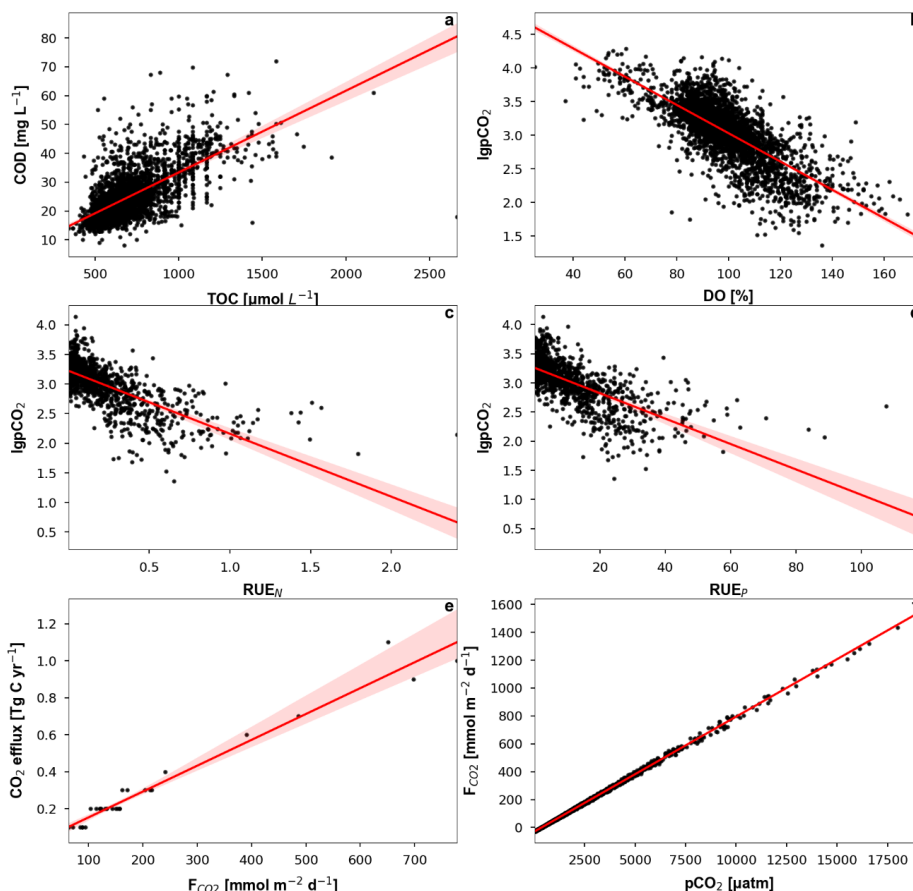 a
COD [mg L⁻¹]
80
70
60
50
40
30
20
10
500 1000 1500 2000 2500
TOC [µmol L⁻¹]
lgpCO₂
4.5
4.0
3.5
3.0
2.5
2.0
1.5
40 60 80 100 120 140 160
DO [%]
c
lgpCO₂
4.0
3.5
3.0
2.5
2.0
1.5
1.0
0.5
0.5 1.0 1.5 2.0
RUE_N
lgpCO₂
4.0
3.5
3.0
2.5
2.0
1.5
1.0
0.5
20 40 60 80 100
RUE_P
e
CO₂ efflux [Tg C yr⁻¹]
1.2
1.0
0.8
0.6
0.4
0.2
100 200 300 400 500 600 700
F_CO2 [mmol m⁻² d⁻¹]
F_CO2 [mmol m⁻² d⁻¹]
1600
1400
1200
1000
800
600
400
200
0
2500 5000 7500 10000 12500 15000 17500
pCO₂ [µatm]